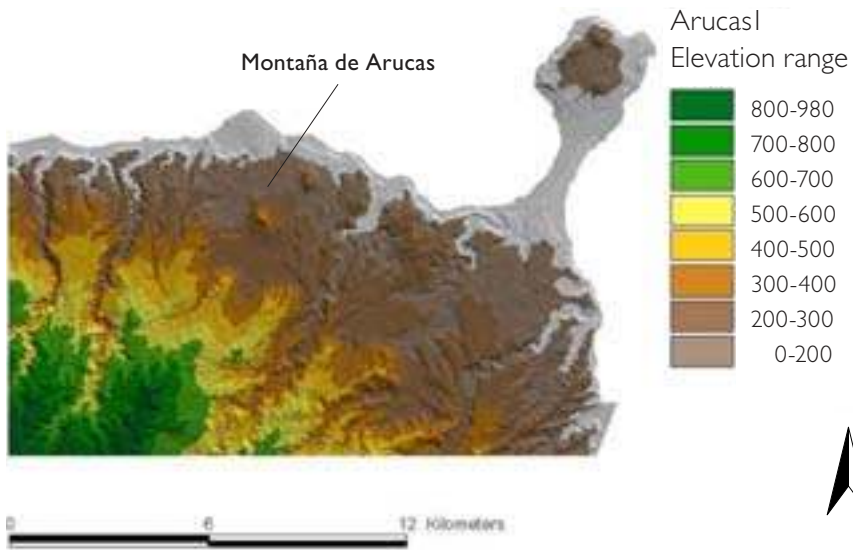 Arucas1
Elevation range
Montaña de Arucas
800-980
700-800
600-700
500-600
400-500
300-400
200-300
0-200
0 6 12 Kilometers